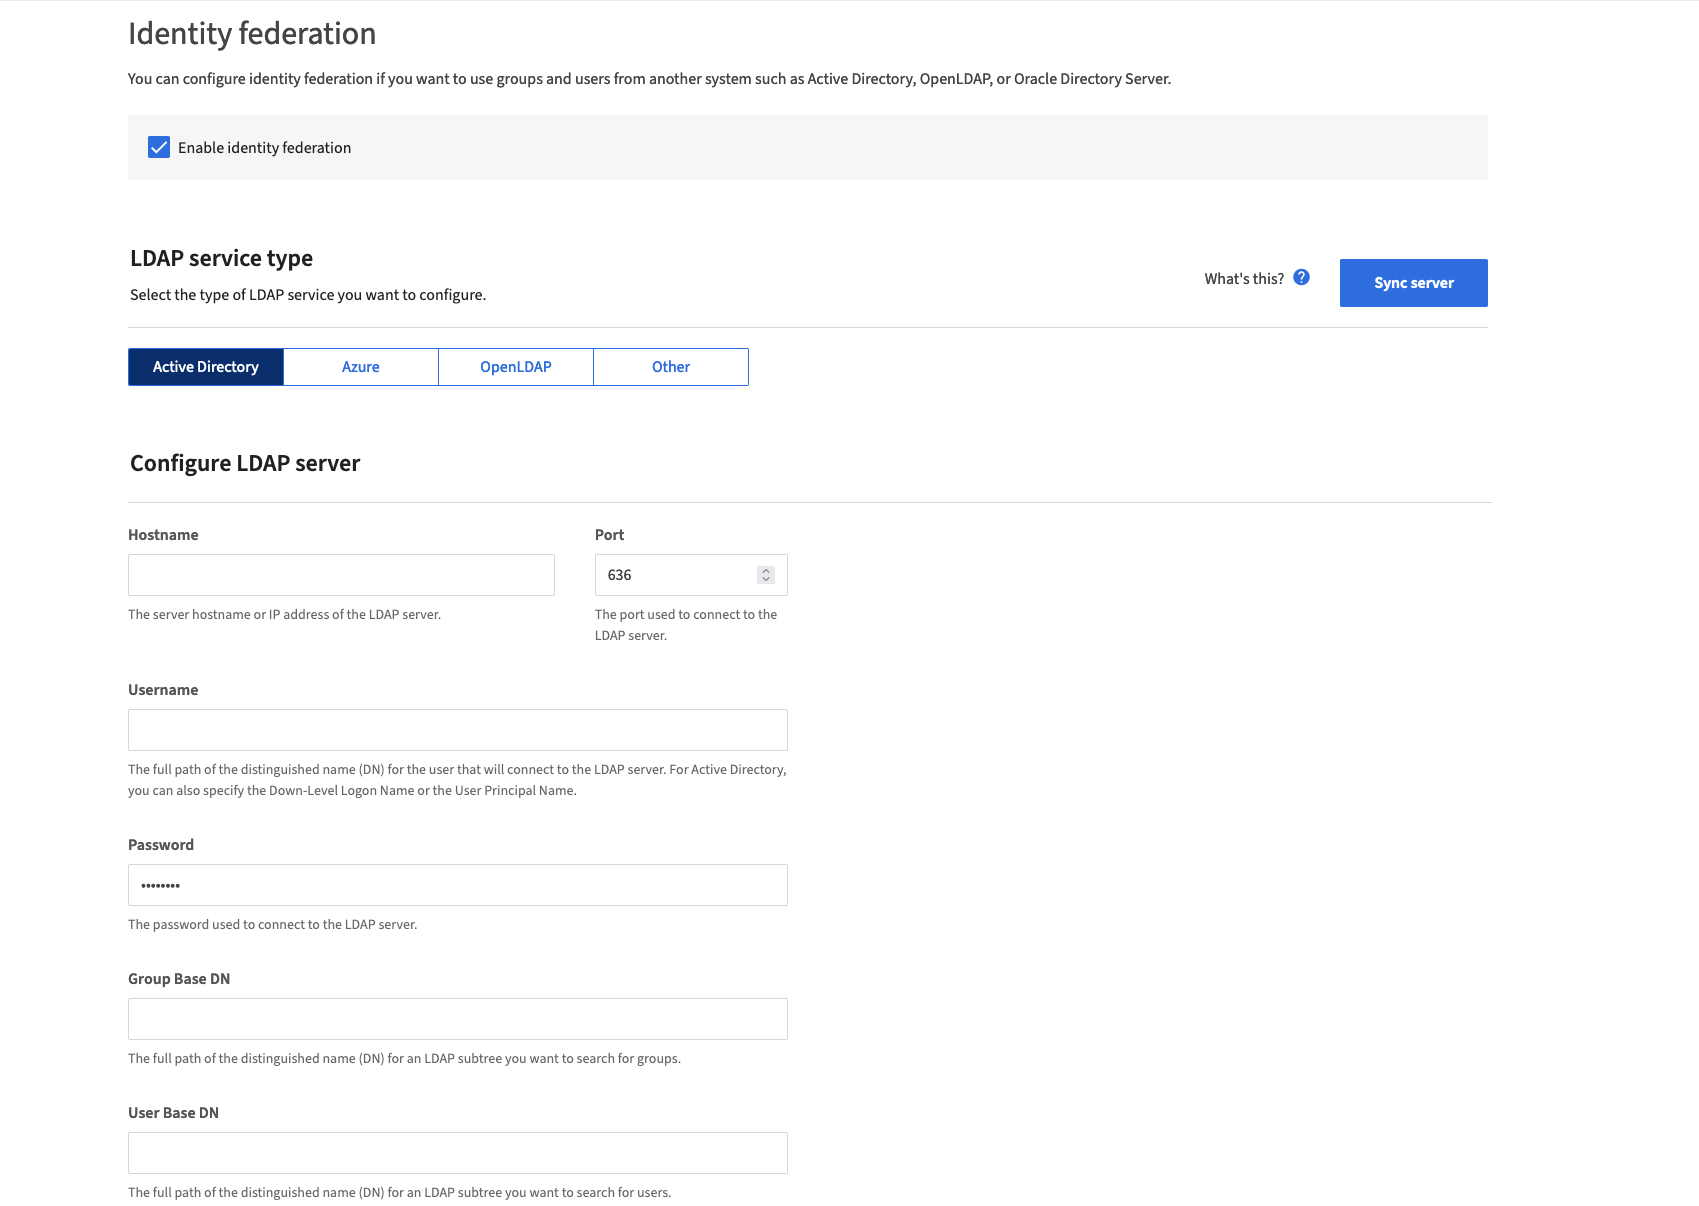 Identity federation
You can configure identity federation if you want to use groups and users from another system such as Active Directory, OpenLDAP, or Oracle Directory Server.
Enable identity federation
LDAP service type
Select the type of LDAP service you want to configure.
What's this? ?
Sync server
Active Directory
Azure
OpenLDAP
Other
Configure LDAP server
Hostname
The server hostname or IP address of the LDAP server.
Port
636
The port used to connect to the
LDAP server.
Username
The full path of the distinguished name (DN) for the user that will connect to the LDAP server. For Active Directory,
you can also specify the Down-Level Logon Name or the User Principal Name.
Password
••••••••
The password used to connect to the LDAP server.
Group Base DN
The full path of the distinguished name (DN) for an LDAP subtree you want to search for groups.
User Base DN
The full path of the distinguished name (DN) for an LDAP subtree you want to search for users.